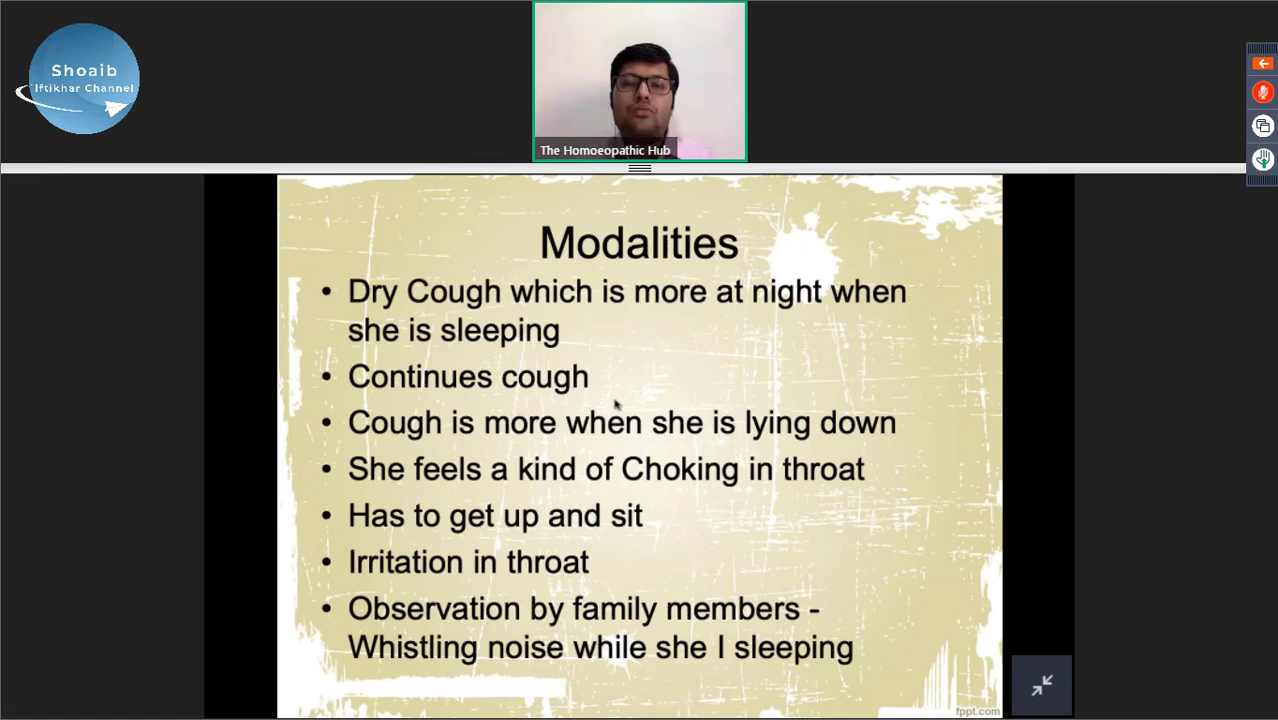 Shoaib
Iftikhar Channel
The Homoeopathic Hub
Modalities
• Dry Cough which is more at night when
she is sleeping
• Continues cough
• Cough is more when she is lying down
• She feels a kind of Choking in throat
• Has to get up and sit
• Irritation in throat
• Observation by family members -
Whistling noise while she I sleeping
fppt.com